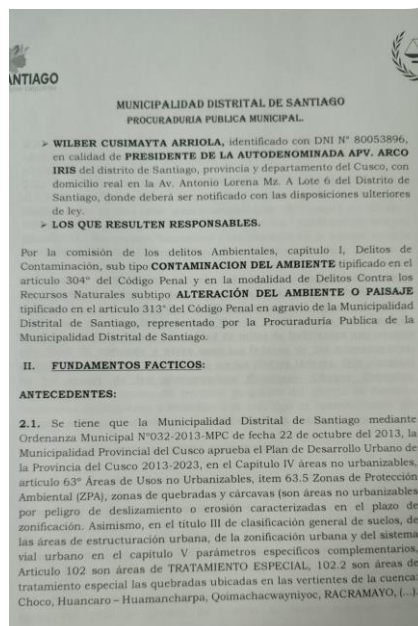 ANTIAGO
MUNICIPALIDAD DISTRITAL DE SANTIAGO
PROCURADURIA PUBLICA MUNICIPAL.
➢ WILBER CUSIMAYTA ARRIOLA, identificado con DNI N° 80053896,
en calidad de PRESIDENTE DE LA AUTODENOMINADA APV. ARCO
IRIS del distrito de Santiago, provincia y departamento del Cusco, con
domicilio real en la Av. Antonio Lorena Mz. A Lote 6 del Distrito de
Santiago, donde deberá ser notificado con las disposiciones ulteriores
de ley.
➢ LOS QUE RESULTEN RESPONSABLES.
Por la comisión de los delitos Ambientales, capítulo I, Delitos de
Contaminación, sub tipo CONTAMINACION DEL AMBIENTE tipificado en el
articulo 304° del Código Penal y en la modalidad de Delitos Contra los
Recursos Naturales subtipo ALTERACIÓN DEL AMBIENTE O PAISAJE
tipificado en el articulo 313° del Código Penal en agravio de la Municipalidad
Distrital de Santiago, representado por la Procuraduría Publica de la
Municipalidad Distrital de Santiago.
II. FUNDAMENTOS FACTICOS:
ANTECEDENTES:
2.1. Se tiene que la Municipalidad Distrital de Santiago mediante
Ordenanza Municipal N°032-2013-MPC de fecha 22 de octubre del 2013, la
Municipalidad Provincial del Cusco aprueba el Plan de Desarrollo Urbano de
la Provincia del Cusco 2013-2023, en el Capitulo IV áreas no urbanizables,
articulo 63° Áreas de Usos no Urbanizables, item 63.5 Zonas de Protección
Ambiental (ZPA), zonas de quebradas y cárcavas (son áreas no urbanizables
por peligro de deslizamiento o erosión caracterizadas en el plazo de
zonificación. Asimismo, en el título III de clasificación general de suelos, de
las áreas de estructuración urbana, de la zonificación urbana y del sistema
vial urbano en el capitulo V parámetros específicos complementarios,
Articulo 102 son áreas de TRATAMIENTO ESPECIAL, 102.2 son áreas de
tratamiento especial las quebradas ubicadas en las vertientes de la cuenca:
Choco, Huancaro – Huamancharpa, Qoimachacwayniyoc, RACRAMAYO, (...).